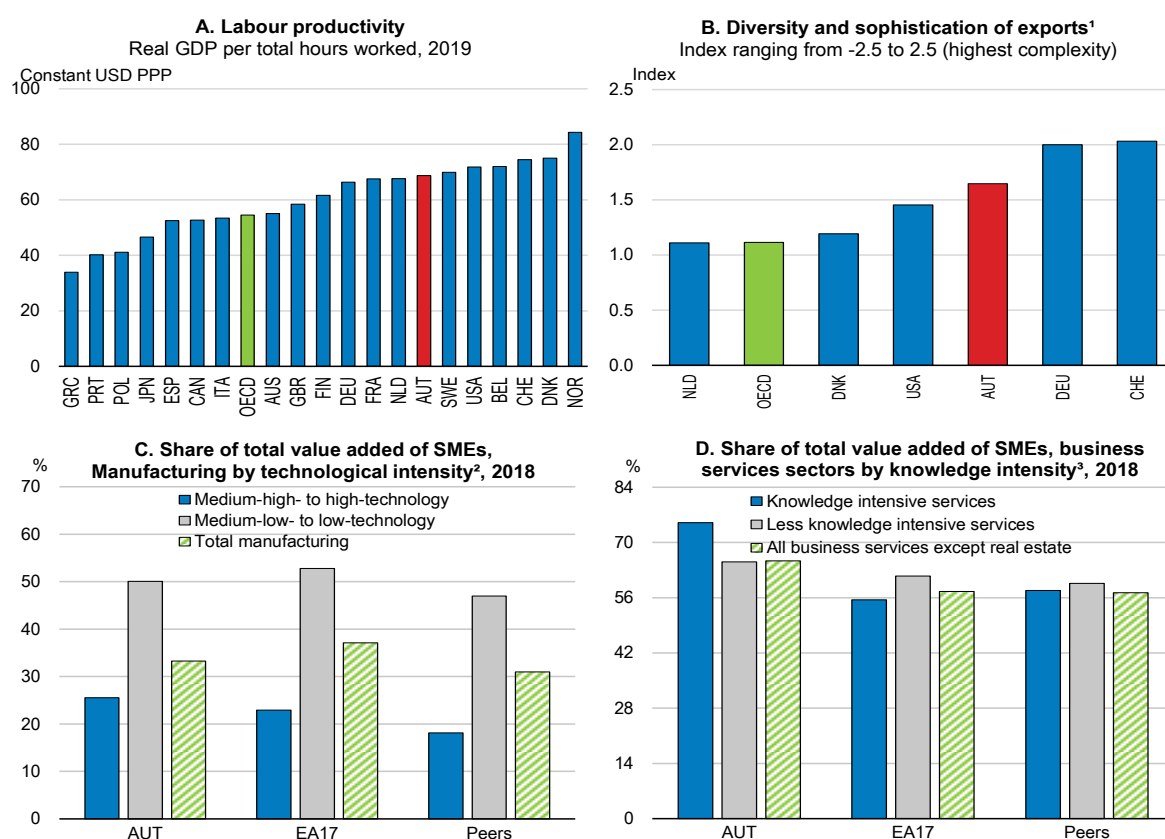 A. Labour productivity
Real GDP per total hours worked, 2019
Constant USD PPP
100
80
60
40
20
0
GRC
PRT
POL
JPN
ESP
CAN
ITA
OECD
AUS
GBR
FIN
DEU
FRA
NLD
AUT
SWE
USA
BEL
CHE
DNK
NOR
B. Diversity and sophistication of exports¹
Index ranging from -2.5 to 2.5 (highest complexity)
Index
2.5
2.0
1.5
1.0
0.5
0.0
NLD
OECD
DNK
USA
AUT
DEU
CHE
C. Share of total value added of SMEs,
Manufacturing by technological intensity², 2018
%
70
60
50
40
30
20
10
0
Medium-high- to high-technology
Medium-low- to low-technology
Total manufacturing
AUT
EA17
Peers
D. Share of total value added of SMEs, business
services sectors by knowledge intensity³, 2018
%
84
70
56
42
28
14
0
Knowledge intensive services
Less knowledge intensive services
All business services except real estate
AUT
EA17
Peers